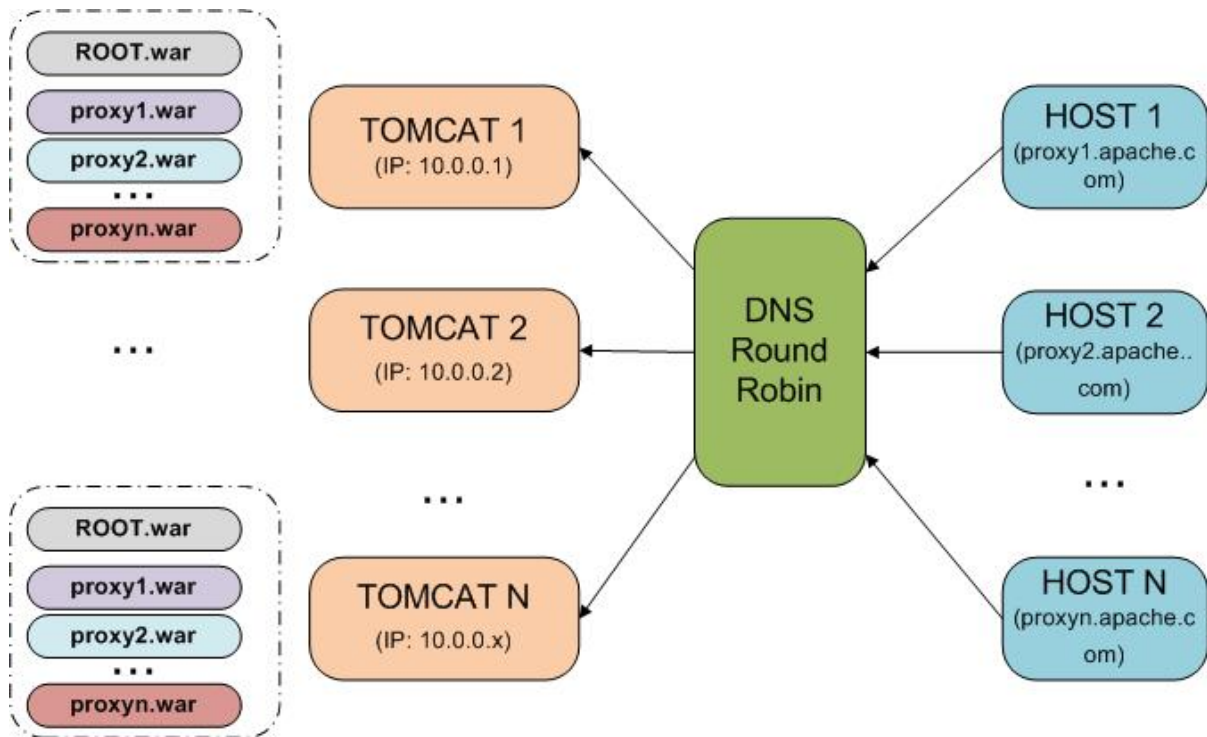 ROOT.war
proxy1.war
proxy2.war
...
proxyn.war
...
ROOT.war
proxy1.war
proxy2.war
...
proxyn.war
TOMCAT 1
(IP: 10.0.0.1)
TOMCAT 2
(IP: 10.0.0.2)
...
TOMCAT N
(IP: 10.0.0.x)
DNS
Round
Robin
HOST 1
(proxy1.apache.c
om)
HOST 2
(proxy2.apache..
com)
...
HOST N
(proxyn.apache.c
om)